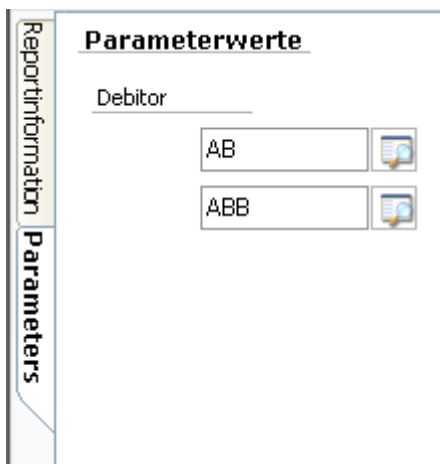 Reportinformation
Parameters
Parameterwerte
Debitor
AB
ABB